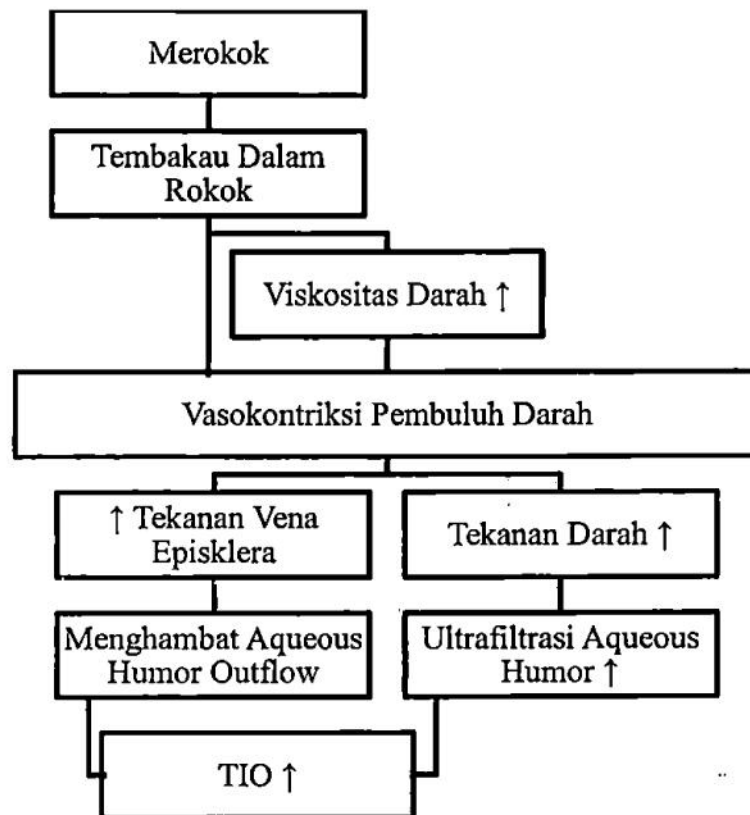 Merokok
Tembakau Dalam
Rokok
Viskositas Darah ↑
Vasokontriksi Pembuluh Darah
↑ Tekanan Vena
Episklera
Tekanan Darah ↑
Menghambat Aqueous
Humor Outflow
Ultrafiltrasi Aqueous
Humor ↑
TIO ↑